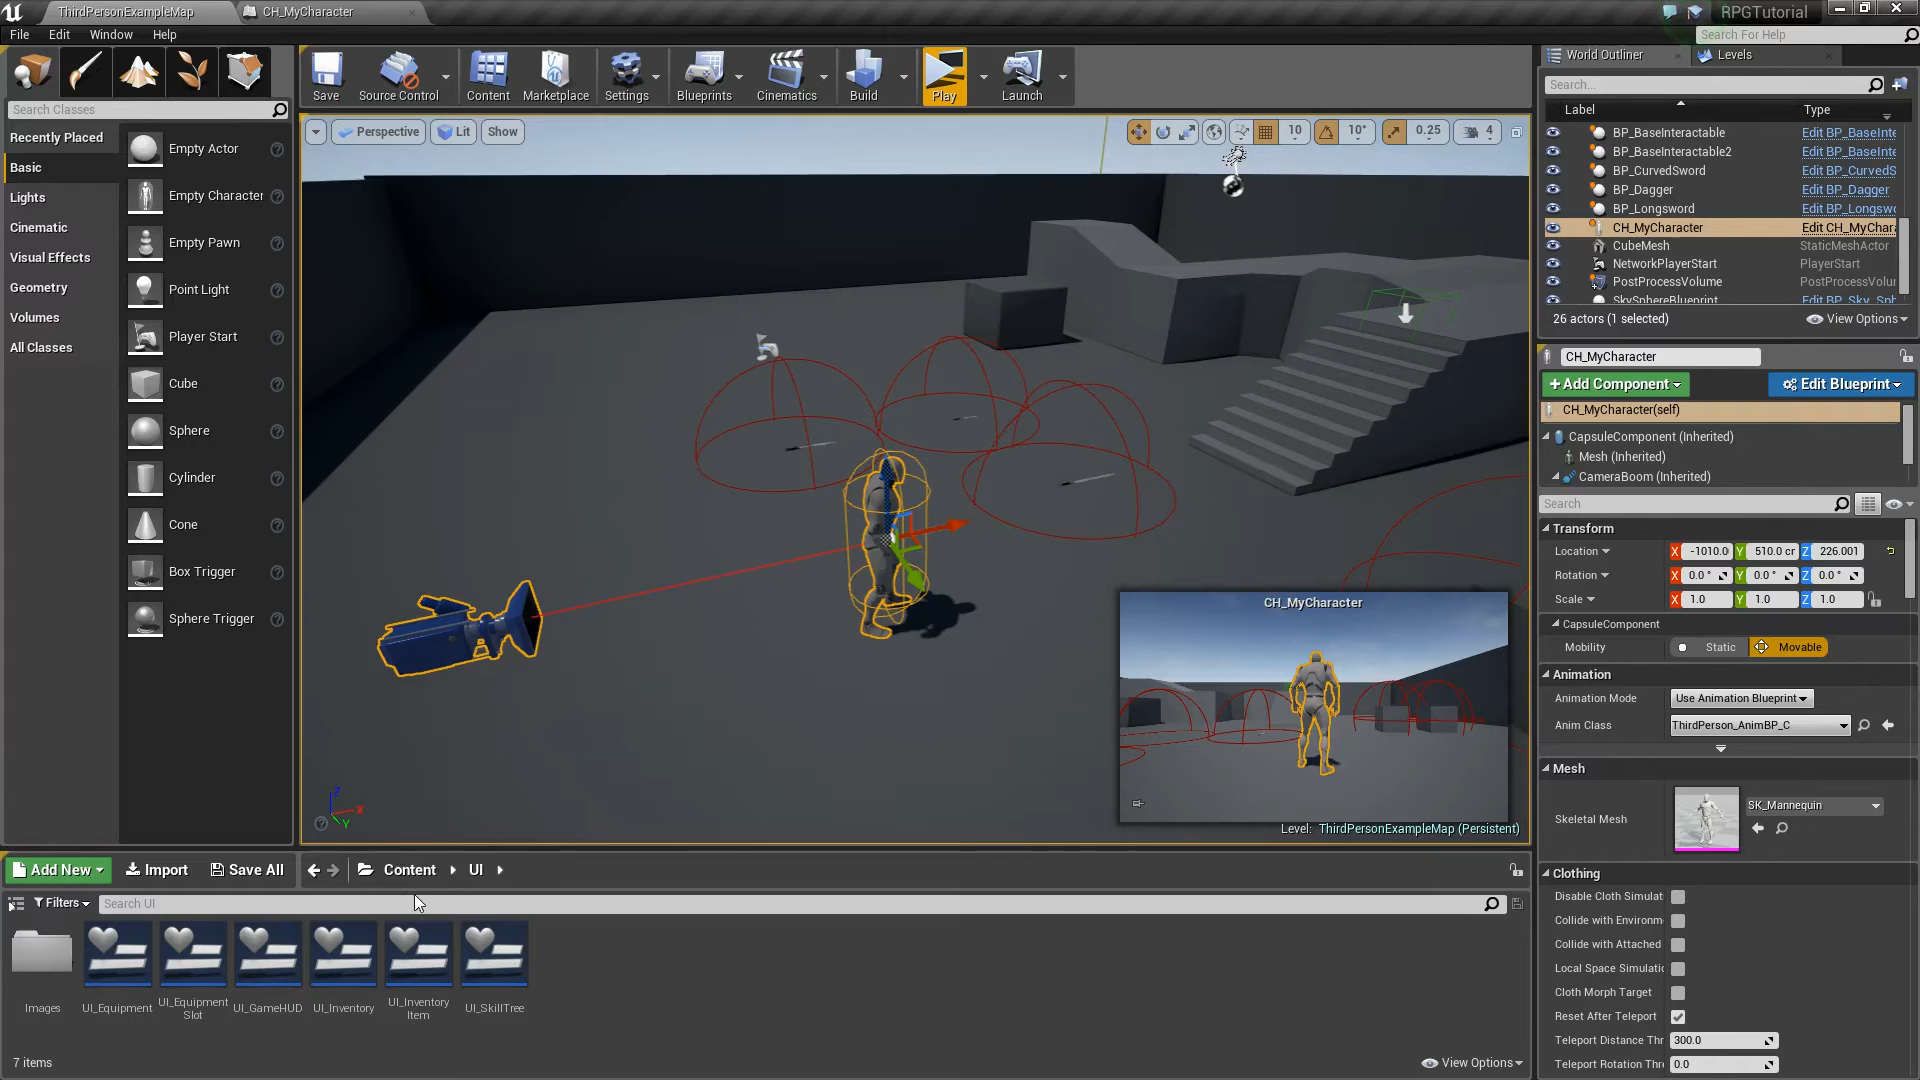 ThirdPersonExampleMap
CH_MyCharacter
RPGTutorial
File
Edit
Window
Help
Search For Help
Search Classes
Save
Source Control
Content
Marketplace
Settings
Blueprints
Cinematics
Build
Play
Launch
Recently Placed
Basic
Lights
Cinematic
Visual Effects
Geometry
Volumes
All Classes
Empty Actor
Empty Character
Empty Pawn
Point Light
Player Start
Cube
Sphere
Cylinder
Cone
Box Trigger
Sphere Trigger
Perspective
Lit
Show
10
10°
0.25
4
CH_MyCharacter
Level: ThirdPersonExampleMap (Persistent)
Z
X
Y
World Outliner
Levels
Search...
Label
Type
BP_BaseInteractable
Edit BP_BaseInte
BP_BaseInteractable2
Edit BP_BaseInte
BP_CurvedSword
Edit BP_CurvedS
BP_Dagger
Edit BP_Dagger
BP_Longsword
Edit BP_Longswo
CH_MyCharacter
Edit CH_MyChara
CubeMesh
StaticMeshActor
NetworkPlayerStart
PlayerStart
PostProcessVolume
PostProcessVolur
SkySphereBlueprint
Edit BP_Sky_Sph
26 actors (1 selected)
View Options
CH_MyCharacter
+Add Component
Edit Blueprint
CH_MyCharacter(self)
CapsuleComponent (Inherited)
Mesh (Inherited)
CameraBoom (Inherited)
Search
Transform
Location
X -1010.0 Y 510.0 cr Z 226.001
Rotation
X 0.0 ° Y 0.0 ° Z 0.0 °
Scale
X 1.0 Y 1.0 Z 1.0
CapsuleComponent
Mobility
Static
Movable
Animation
Animation Mode
Use Animation Blueprint
Anim Class
ThirdPerson_AnimBP_C
Mesh
Skeletal Mesh
SK_Mannequin
Clothing
Disable Cloth Simulat
Collide with Environm
Collide with Attached
Local Space Simulatio
Cloth Morph Target
Reset After Teleport
Teleport Distance Thr
300.0
Teleport Rotation Thre
0.0
Add New
Import
Save All
Content
UI
Filters
Search UI
Images
UI_Equipment
UI_Equipment
Slot
UI_GameHUD
UI_Inventory
UI_Inventory
Item
UI_SkillTree
7 items
View Options